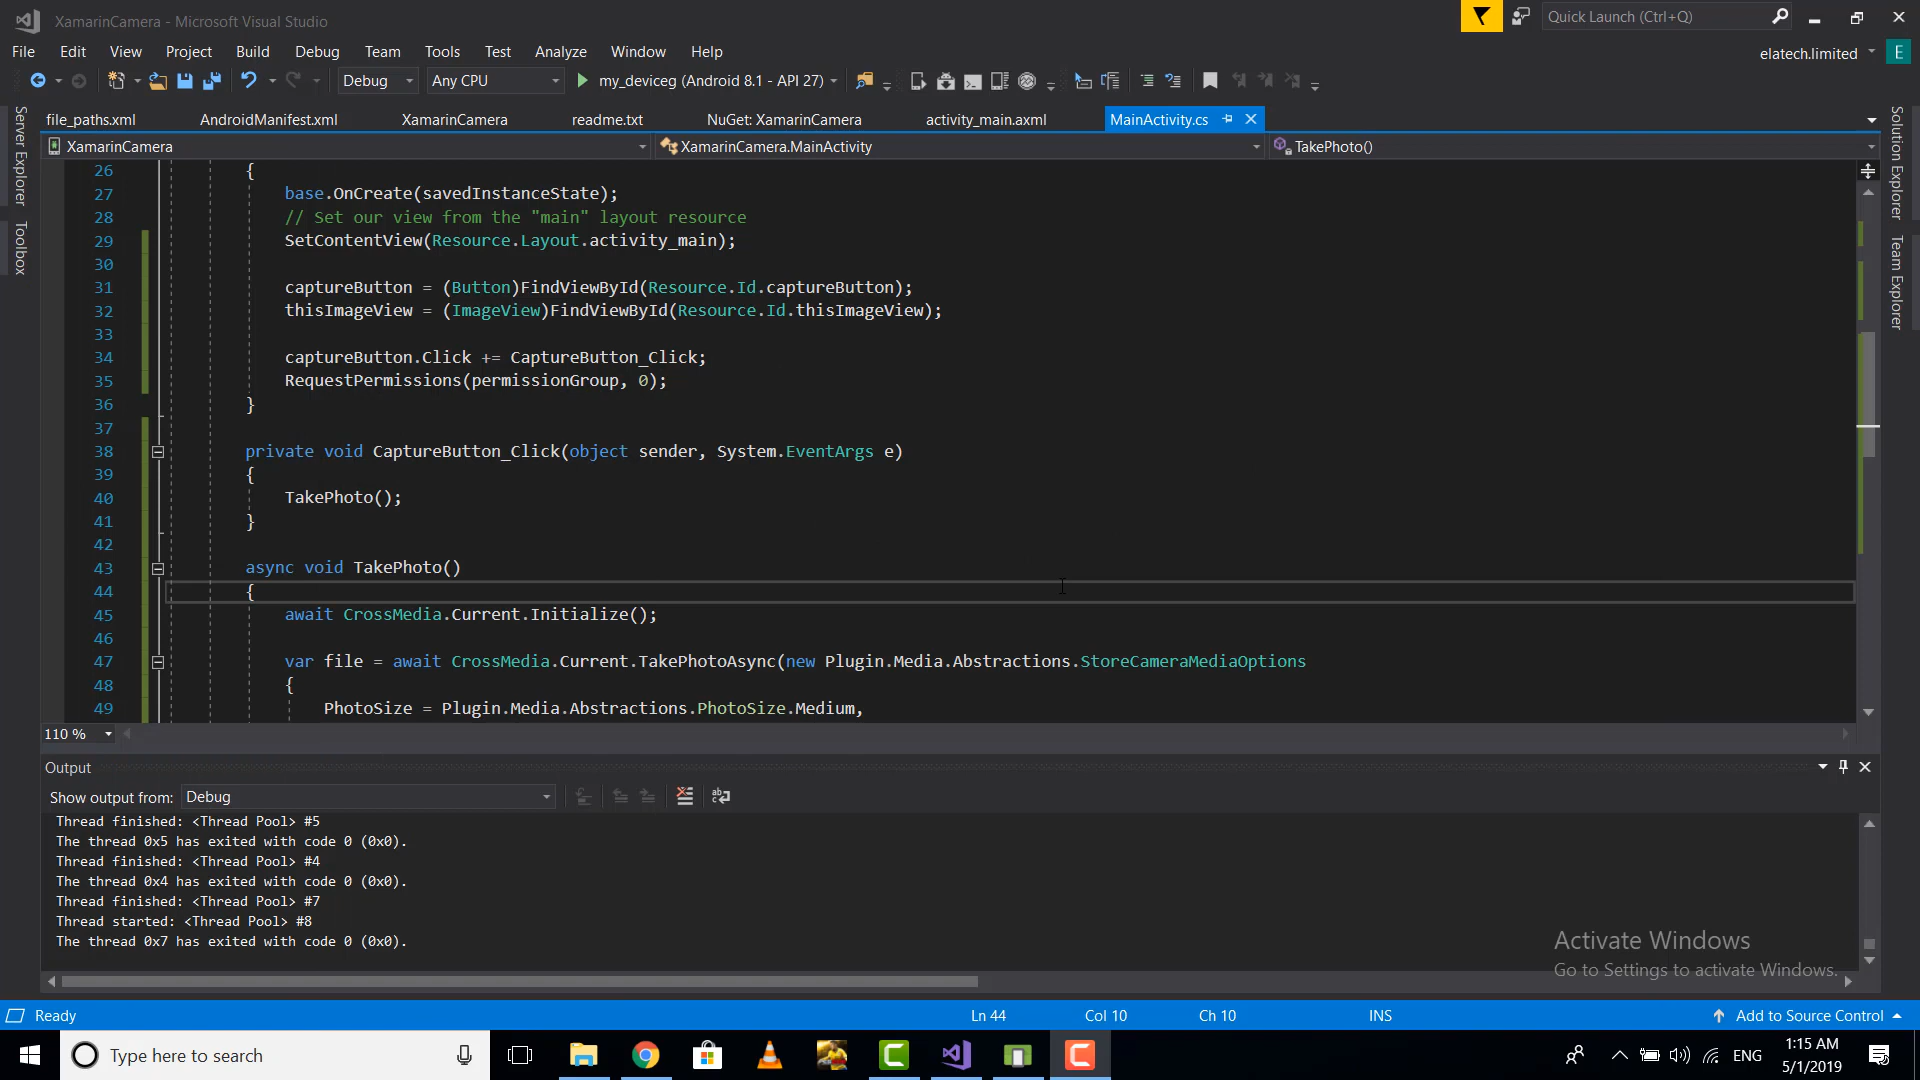 XamarinCamera - Microsoft Visual Studio
Quick Launch (Ctrl+Q)
File Edit View Project Build Debug Team Tools Test Analyze Window Help
elatech.limited E
Debug Any CPU my_deviceg (Android 8.1 - API 27)
file_paths.xml AndroidManifest.xml XamarinCamera readme.txt NuGet: XamarinCamera activity_main.axml MainActivity.cs
XamarinCamera XamarinCamera.MainActivity TakePhoto()
Server Explorer
Toolbox
Solution Explorer
Team Explorer
26 {
27 base.OnCreate(savedInstanceState);
28 // Set our view from the "main" layout resource
29 SetContentView(Resource.Layout.activity_main);
30
31 captureButton = (Button)FindViewById(Resource.Id.captureButton);
32 thisImageView = (ImageView)FindViewById(Resource.Id.thisImageView);
33
34 captureButton.Click += CaptureButton_Click;
35 RequestPermissions(permissionGroup, 0);
36 }
37
38 private void CaptureButton_Click(object sender, System.EventArgs e)
39 {
40 TakePhoto();
41 }
42
43 async void TakePhoto()
44 {
45 await CrossMedia.Current.Initialize();
46
47 var file = await CrossMedia.Current.TakePhotoAsync(new Plugin.Media.Abstractions.StoreCameraMediaOptions
48 {
49 PhotoSize = Plugin.Media.Abstractions.PhotoSize.Medium,
110 %
Output
Show output from: Debug
Thread finished: <Thread Pool> #5
The thread 0x5 has exited with code 0 (0x0).
Thread finished: <Thread Pool> #4
The thread 0x4 has exited with code 0 (0x0).
Thread finished: <Thread Pool> #7
Thread started: <Thread Pool> #8
The thread 0x7 has exited with code 0 (0x0).
Activate Windows
Go to Settings to activate Windows.
Ready Ln 44 Col 10 Ch 10 INS Add to Source Control
Type here to search
ENG 1:15 AM
5/1/2019